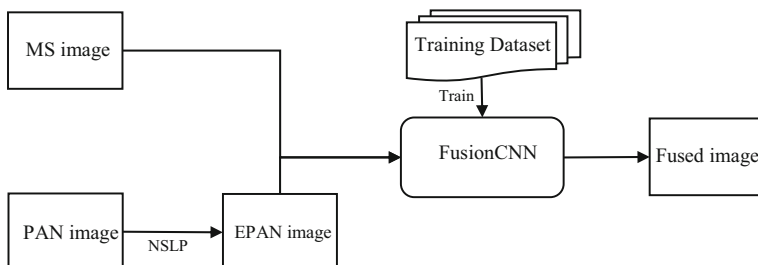 MS image
Training Dataset
Train
FusionCNN
Fused image
PAN image
NSLP
EPAN image